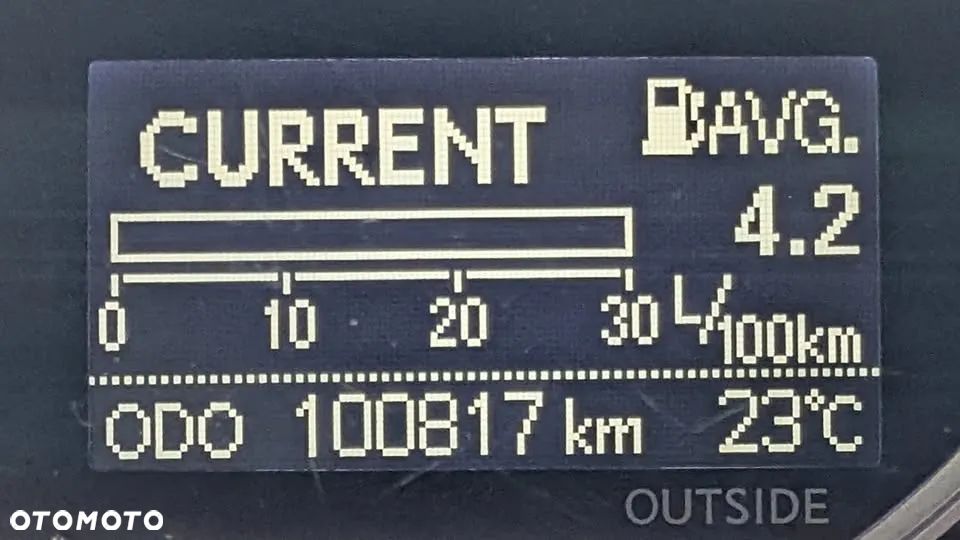 CURRENT
AVG.
4.2
0 10 20 30 L/100km
ODO 100817 km 23°C
OUTSIDE
OTOMOTO